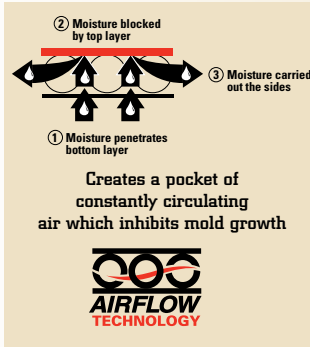 ② Moisture blocked
by top layer
③ Moisture carried
out the sides
① Moisture penetrates
bottom layer
Creates a pocket of
constantly circulating
air which inhibits mold growth
AIRFLOW
TECHNOLOGY